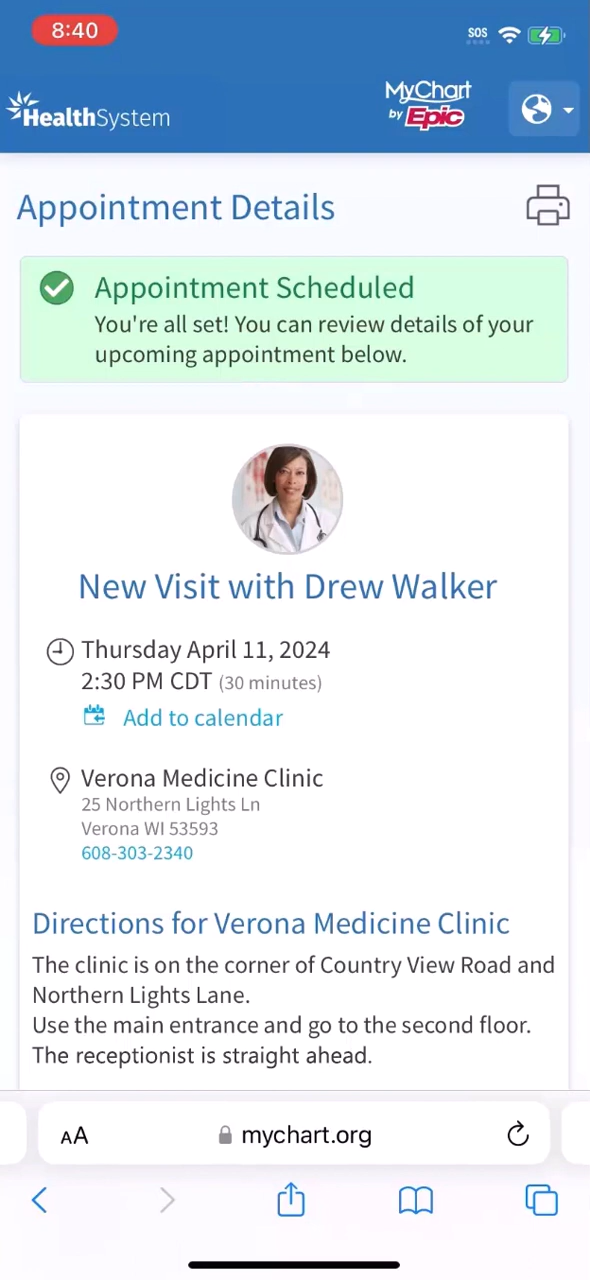 8:40
SOS
HealthSystem
MyChart
by Epic
Appointment Details
Appointment Scheduled
You're all set! You can review details of your
upcoming appointment below.
New Visit with Drew Walker
Thursday April 11, 2024
2:30 PM CDT (30 minutes)
Add to calendar
Verona Medicine Clinic
25 Northern Lights Ln
Verona WI 53593
608-303-2340
Directions for Verona Medicine Clinic
The clinic is on the corner of Country View Road and
Northern Lights Lane.
Use the main entrance and go to the second floor.
The receptionist is straight ahead.
AA
mychart.org